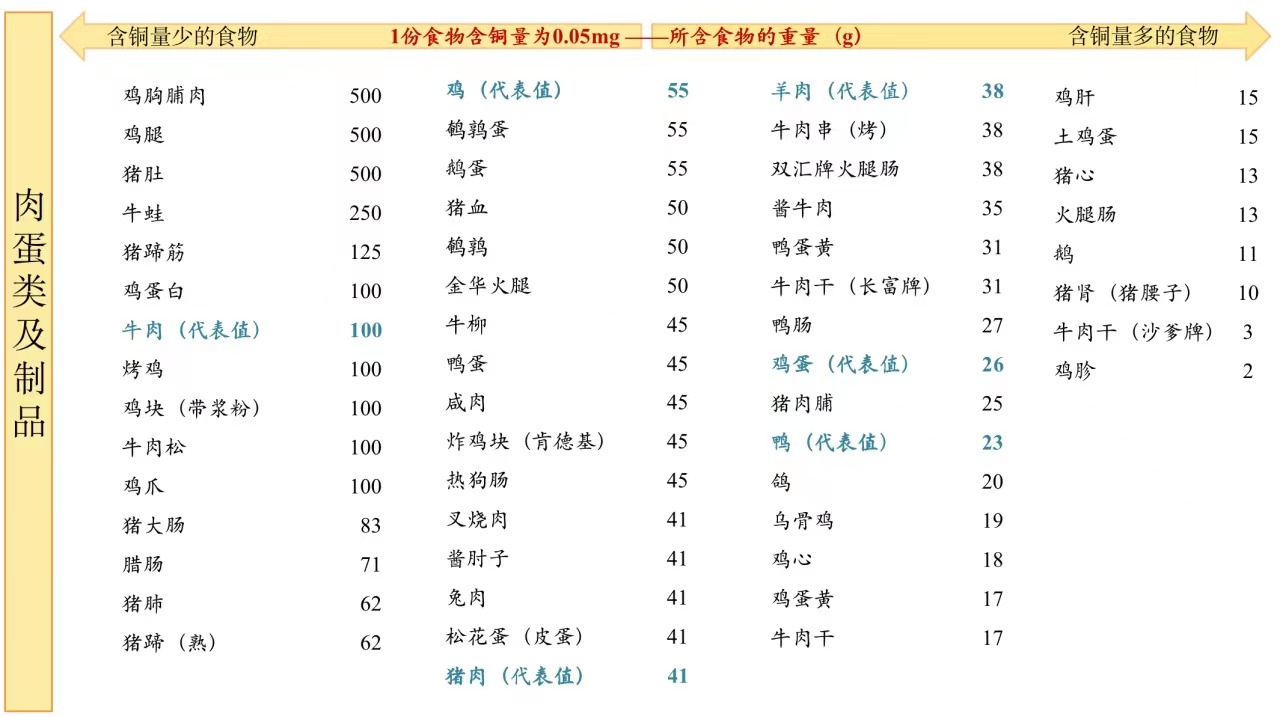 肉蛋类及制品
含铜量少的食物 1份食物含铜量为0.05mg ——所含食物的重量（g） 含铜量多的食物
鸡胸脯肉 500
鸡腿 500
猪肚 500
牛蛙 250
猪蹄筋 125
鸡蛋白 100
牛肉（代表值） 100
烤鸡 100
鸡块（带浆粉） 100
牛肉松 100
鸡爪 100
猪大肠 83
腊肠 71
猪肺 62
猪蹄（熟） 62
鸡（代表值） 55
鹌鹑蛋 55
鹅蛋 55
猪血 50
鹌鹑 50
金华火腿 50
牛柳 45
鸭蛋 45
咸肉 45
炸鸡块（肯德基） 45
热狗肠 45
叉烧肉 41
酱肘子 41
兔肉 41
松花蛋（皮蛋） 41
猪肉（代表值） 41
羊肉（代表值） 38
牛肉串（烤） 38
双汇牌火腿肠 38
酱牛肉 35
鸭蛋黄 31
牛肉干（长富牌） 31
鸭肠 27
鸡蛋（代表值） 26
猪肉脯 25
鸭（代表值） 23
鸽 20
乌骨鸡 19
鸡心 18
鸡蛋黄 17
牛肉干 17
鸡肝 15
土鸡蛋 15
猪心 13
火腿肠 13
鹅 11
猪肾（猪腰子） 10
牛肉干（沙爹牌） 3
鸡胗 2